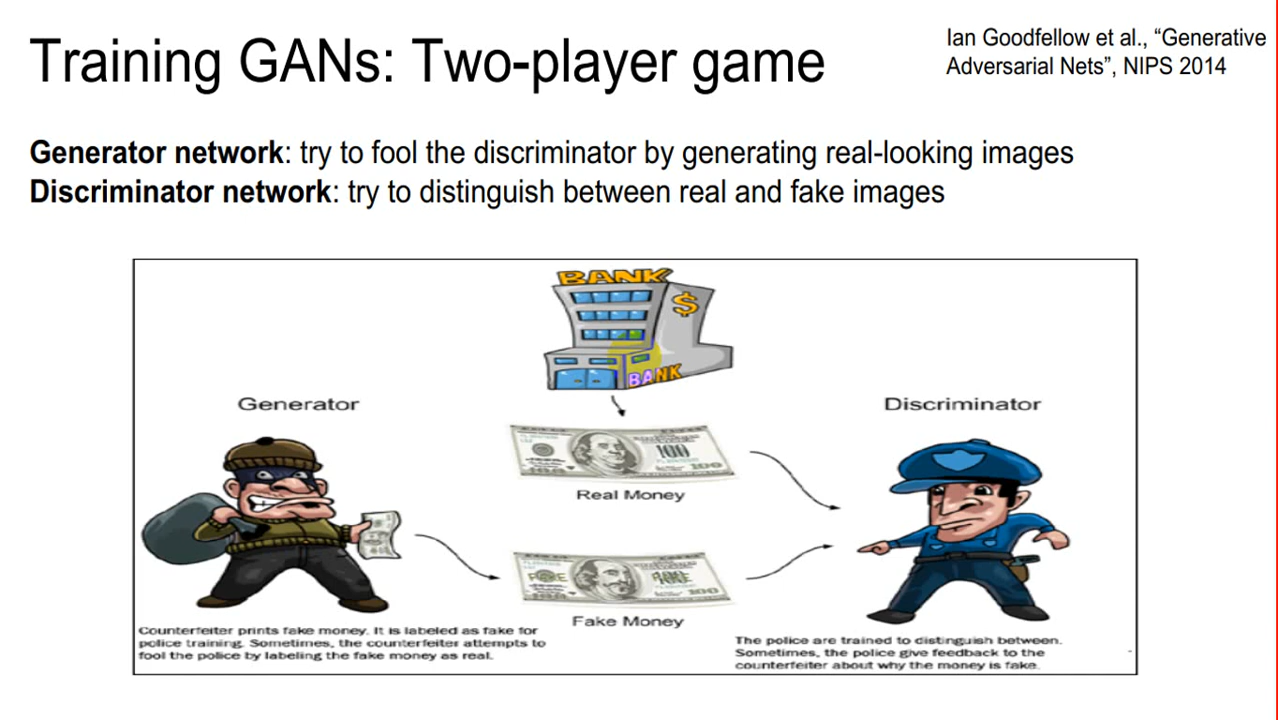 Training GANs: Two-player game
Ian Goodfellow et al., “Generative
Adversarial Nets”, NIPS 2014
Generator network: try to fool the discriminator by generating real-looking images
Discriminator network: try to distinguish between real and fake images
BANK
$
BANK
Generator
Discriminator
100
100
Real Money
FAKE
Fake Money
Counterfeiter prints fake money. It is labeled as fake for
police training. Sometimes, the counterfeiter attempts to
fool the police by labeling the fake money as real.
The police are trained to distinguish between.
Sometimes, the police give feedback to the
counterfeiter about why the money is fake.